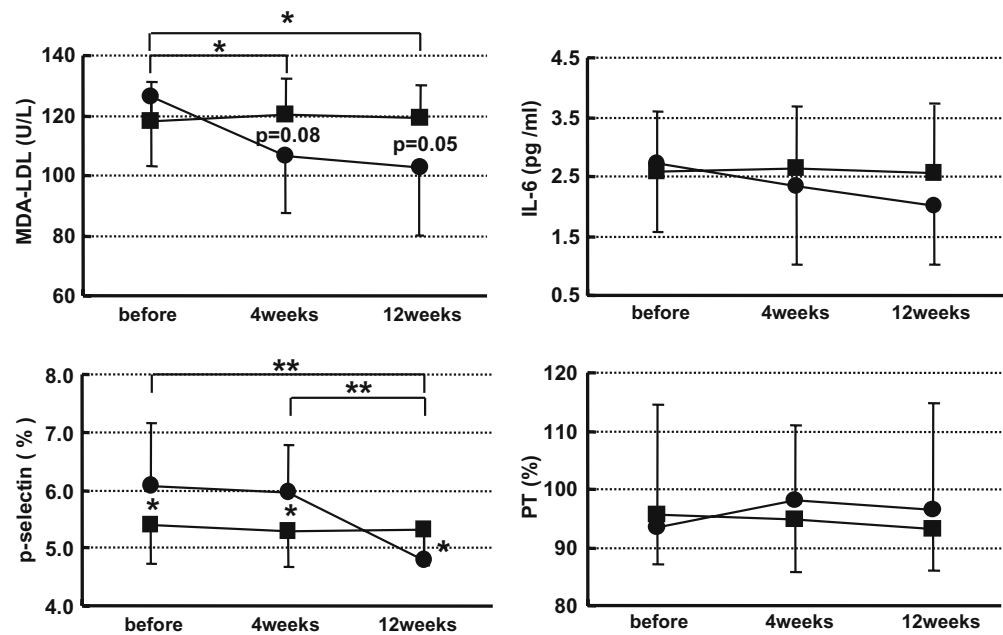 *
*
140
120
100
80
60
MDA-LDL (U/L)
p=0.08
p=0.05
before
4weeks
12weeks
4.5
3.5
2.5
1.5
0.5
IL-6 (pg /ml)
before
4weeks
12weeks
**
**
8.0
7.0
6.0
5.0
4.0
p-selectin ( % )
*
*
*
before
4weeks
12weeks
120
110
100
90
80
PT (%)
before
4weeks
12weeks